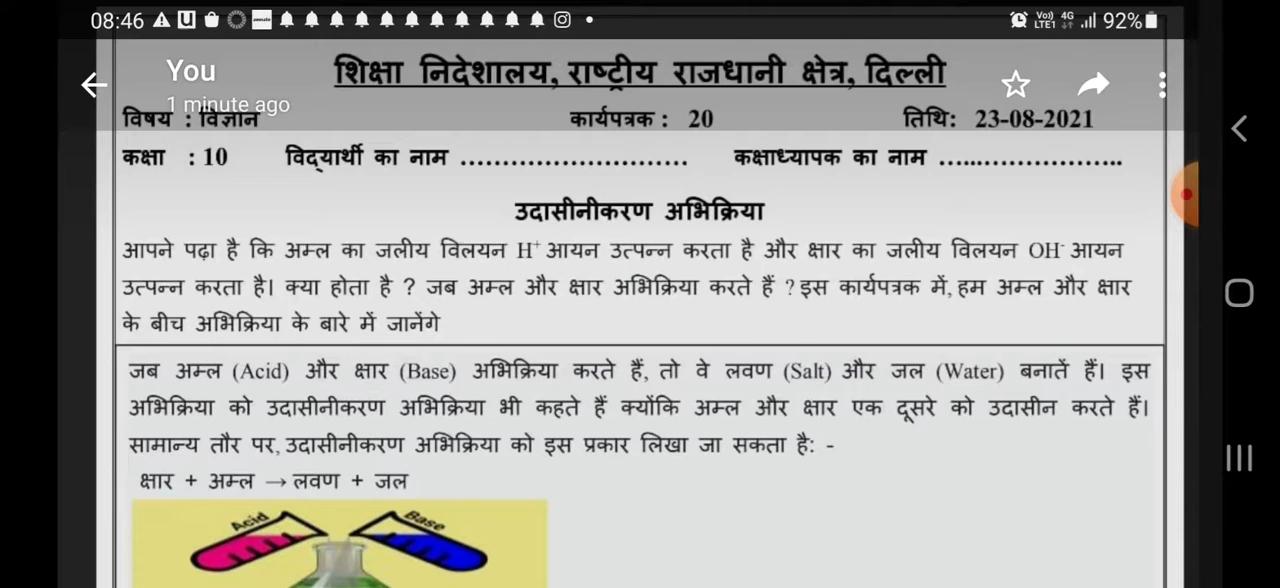 08:46 Vo)) LTE1 4G 92%
शिक्षा निदेशालय, राष्ट्रीय राजधानी क्षेत्र, दिल्ली
You
1 minute ago
विषय : विज्ञान कार्यपत्रक : 20 तिथि: 23-08-2021
कक्षा : 10 विद्यार्थी का नाम ........................... कक्षाध्यापक का नाम ......................
उदासीनीकरण अभिक्रिया
आपने पढ़ा है कि अम्ल का जलीय विलयन H⁺ आयन उत्पन्न करता है और क्षार का जलीय विलयन OH⁻ आयन
उत्पन्न करता है। क्या होता है ? जब अम्ल और क्षार अभिक्रिया करते हैं ? इस कार्यपत्रक में, हम अम्ल और क्षार
के बीच अभिक्रिया के बारे में जानेंगे
जब अम्ल (Acid) और क्षार (Base) अभिक्रिया करते हैं, तो वे लवण (Salt) और जल (Water) बनातें हैं। इस
अभिक्रिया को उदासीनीकरण अभिक्रिया भी कहते हैं क्योंकि अम्ल और क्षार एक दूसरे को उदासीन करते हैं।
सामान्य तौर पर, उदासीनीकरण अभिक्रिया को इस प्रकार लिखा जा सकता है: -
क्षार + अम्ल → लवण + जल
Acid Base